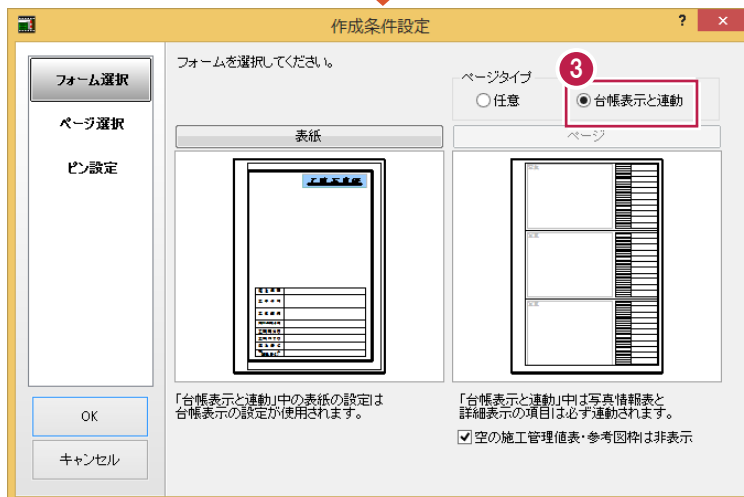 作成条件設定
?
×
フォーム選択
ページ選択
ピン設定
OK
キャンセル
フォームを選択してください。
3
ページタイプ
任意
台帳表示と連動
表紙
ページ
「台帳表示と連動」中の表紙の設定は
台帳表示の設定が使用されます。
「台帳表示と連動」中は写真情報表と
詳細表示の項目は必ず連動されます。
空の施工管理値表・参考図枠は非表示